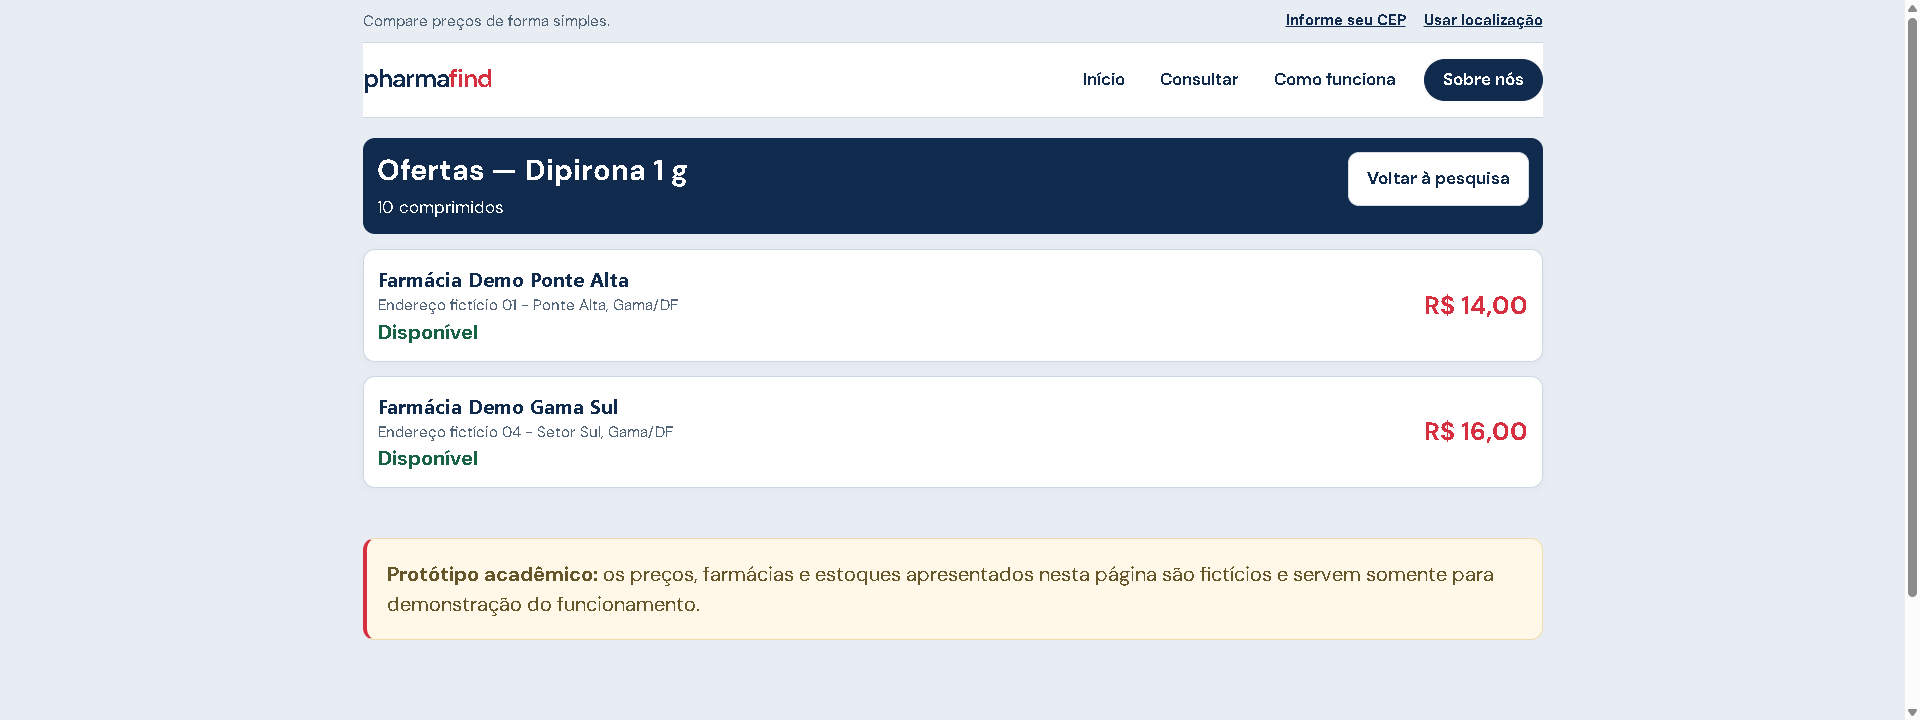 Compare preços de forma simples.
Informe seu CEP
Usar localização
pharmafind
Início
Consultar
Como funciona
Sobre nós
Ofertas — Dipirona 1 g
10 comprimidos
Voltar à pesquisa
Farmácia Demo Ponte Alta
Endereço fictício 01 - Ponte Alta, Gama/DF
Disponível
R$ 14,00
Farmácia Demo Gama Sul
Endereço fictício 04 - Setor Sul, Gama/DF
Disponível
R$ 16,00
Protótipo acadêmico: os preços, farmácias e estoques apresentados nesta página são fictícios e servem somente para
demonstração do funcionamento.